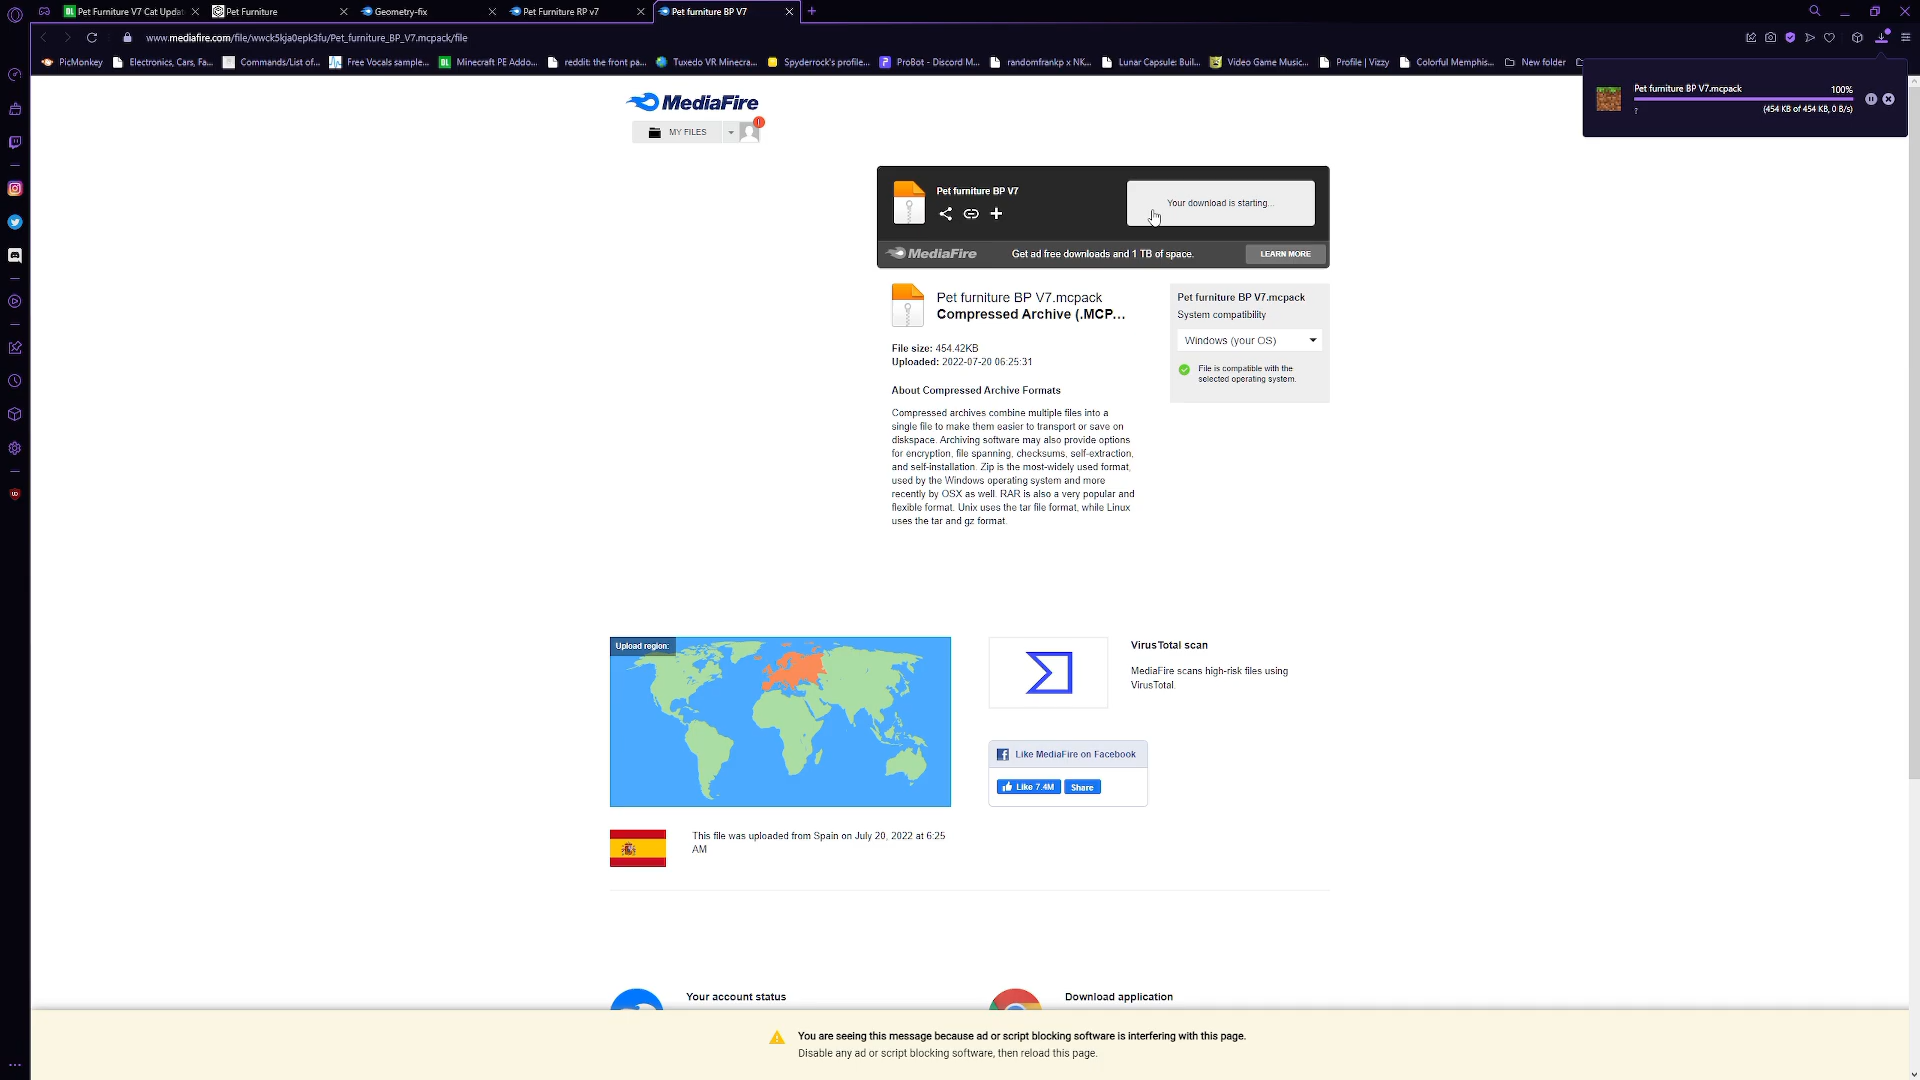 Pet Furniture V7 Cat Updat
Pet Furniture
Geometry-fix
Pet Furniture RP v7
Pet furniture BP V7
www.mediafire.com/file/wwck5kja0epk3fu/Pet_furniture_BP_V7.mcpack/file
PicMonkey
Electronics, Cars, Fa...
Commands/List of...
Free Vocals sample...
Minecraft PE Addo...
reddit: the front pa...
Tuxedo VR Minecra...
Spyderrock's profile...
ProBot - Discord M...
randomfrankp x NK...
Lunar Capsule: Buil...
Video Game Music...
Profile | Vizzy
Colorful Memphis...
New folder
Pet furniture BP V7.mcpack
100%
?
(454 KB of 454 KB, 0 B/s)
MediaFire
MY FILES
Pet furniture BP V7
Your download is starting...
MediaFire
Get ad free downloads and 1 TB of space.
LEARN MORE
Pet furniture BP V7.mcpack
Compressed Archive (.MCP...
File size: 454.42KB
Uploaded: 2022-07-20 06:25:31
Pet furniture BP V7.mcpack
System compatibility
Windows (your OS)
File is compatible with the
selected operating system.
About Compressed Archive Formats
Compressed archives combine multiple files into a
single file to make them easier to transport or save on
diskspace. Archiving software may also provide options
for encryption, file spanning, checksums, self-extraction,
and self-installation. Zip is the most-widely used format,
used by the Windows operating system and more
recently by OSX as well. RAR is also a very popular and
flexible format. Unix uses the tar file format, while Linux
uses the tar and gz format.
Upload region:
VirusTotal scan
MediaFire scans high-risk files using
VirusTotal.
Like MediaFire on Facebook
Like 7.4M
Share
This file was uploaded from Spain on July 20, 2022 at 6:25
AM
Your account status
Download application
You are seeing this message because ad or script blocking software is interfering with this page.
Disable any ad or script blocking software, then reload this page.